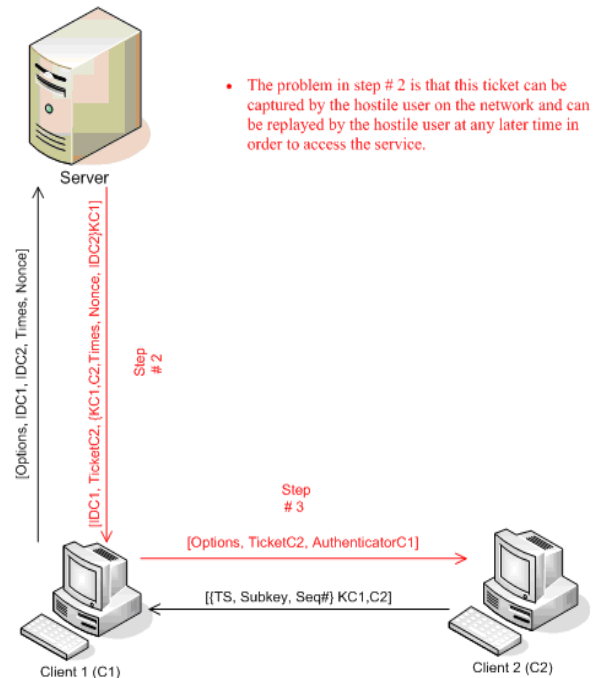 • The problem in step # 2 is that this ticket can be
captured by the hostile user on the network and can
be replayed by the hostile user at any later time in
order to access the service.
Server
[Options, IDC1, IDC2, Times, Nonce]
[IDC1, TicketC2, {KC1,C2,Times, Nonce, IDC2}KC1]
Step
# 2
Step
# 3
[Options, TicketC2, AuthenticatorC1]
[{TS, Subkey, Seq#} KC1,C2]
Client 1 (C1)
Client 2 (C2)